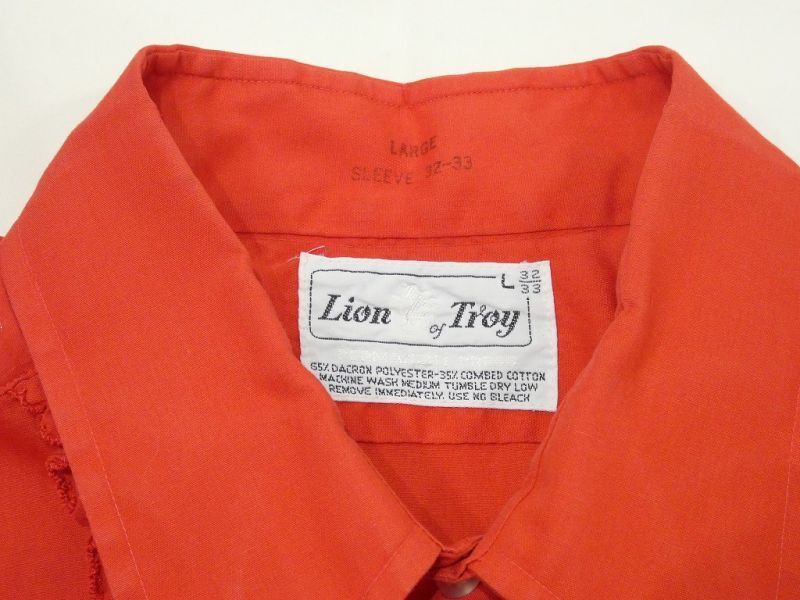 LARGE
SLEEVE 32-33
L 32/33
Lion of Troy
65% DACRON POLYESTER-35% COMBED COTTON
MACHINE WASH MEDIUM TUMBLE DRY LOW
REMOVE IMMEDIATELY. USE NO BLEACH